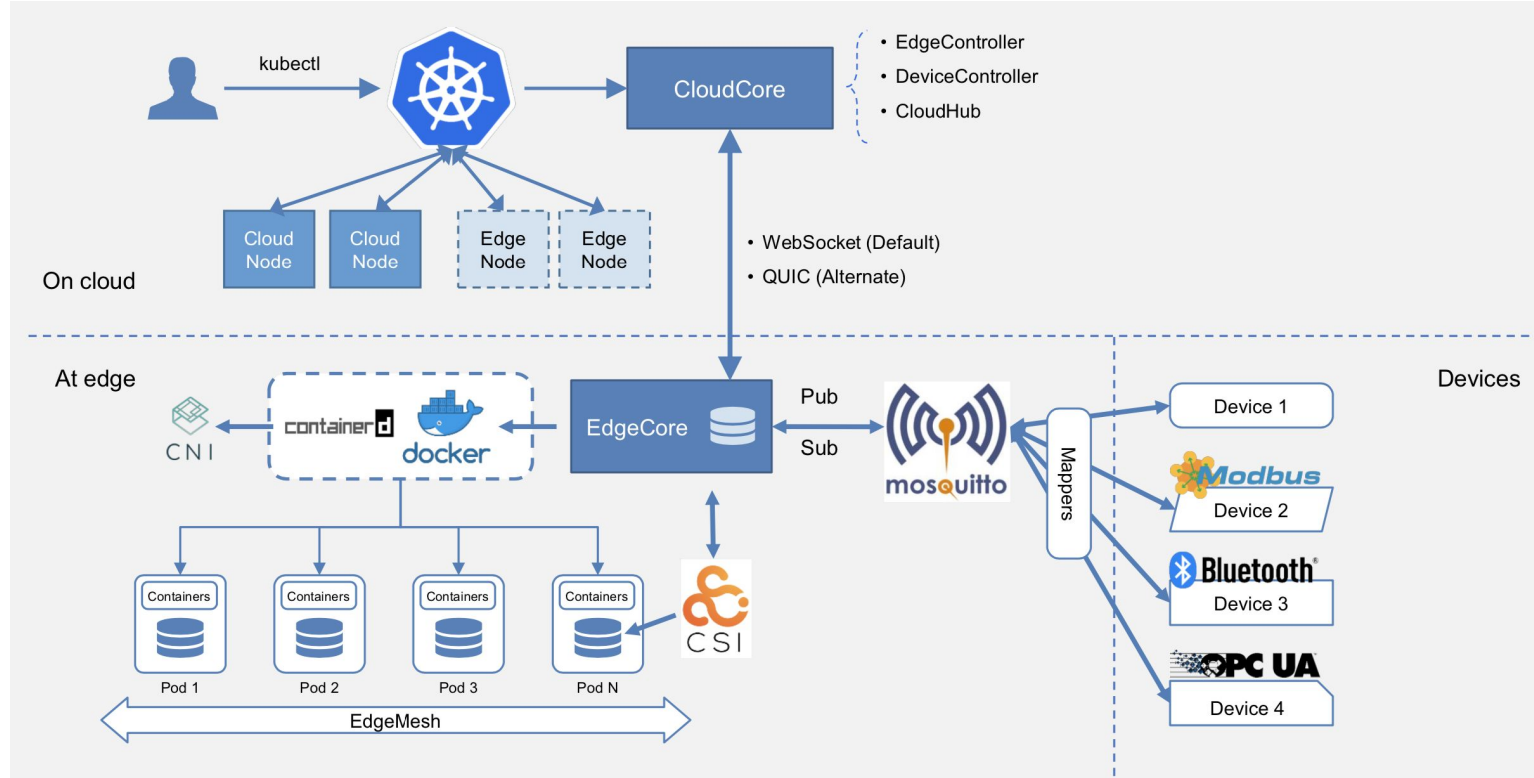 kubectl
CloudCore
• EdgeController
• DeviceController
• CloudHub
Cloud
Node
Cloud
Node
Edge
Node
Edge
Node
• WebSocket (Default)
• QUIC (Alternate)
On cloud
At edge
Devices
CNI
containerd
docker
EdgeCore
Pub
Sub
mosquitto
Mappers
Device 1
Modbus
Device 2
Bluetooth®
Device 3
OPC UA
Device 4
Containers
Containers
Containers
Containers
CSI
Pod 1
Pod 2
Pod 3
Pod N
EdgeMesh